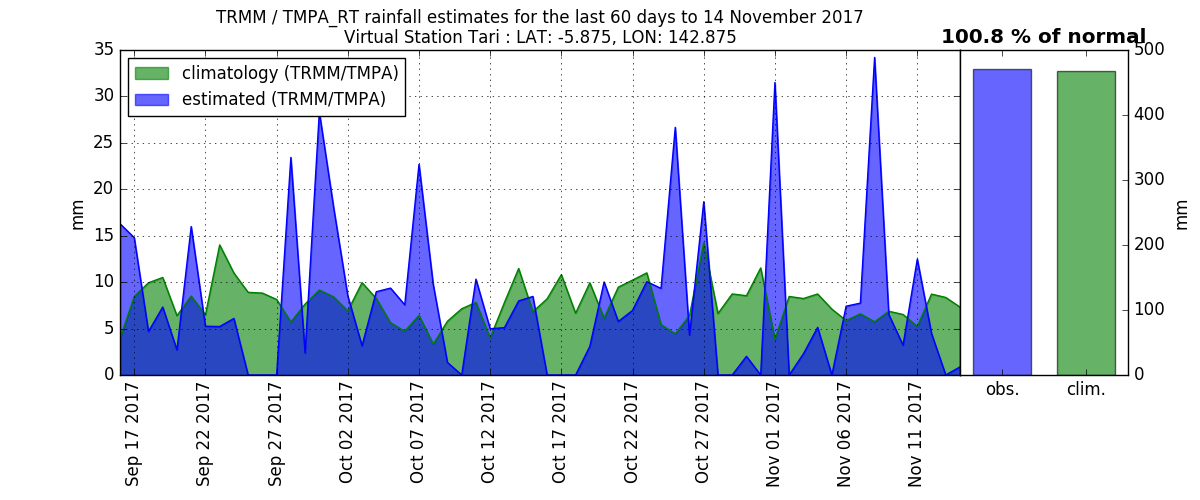 TRMM / TMPA_RT rainfall estimates for the last 60 days to 14 November 2017
Virtual Station Tari : LAT: -5.875, LON: 142.875
100.8 % of normal
climatology (TRMM/TMPA)
estimated (TRMM/TMPA)
35
30
25
20
15
10
5
0
mm
Sep 17 2017
Sep 22 2017
Sep 27 2017
Oct 02 2017
Oct 07 2017
Oct 12 2017
Oct 17 2017
Oct 22 2017
Oct 27 2017
Nov 01 2017
Nov 06 2017
Nov 11 2017
obs.
clim.
500
400
300
200
100
0
mm